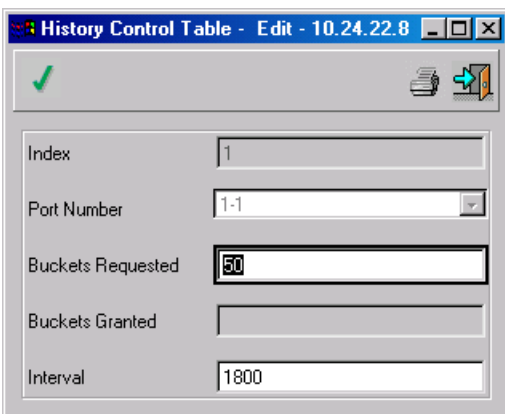 History Control Table - Edit - 10.24.22.8
Index 1
Port Number 1-1
Buckets Requested 50
Buckets Granted
Interval 1800